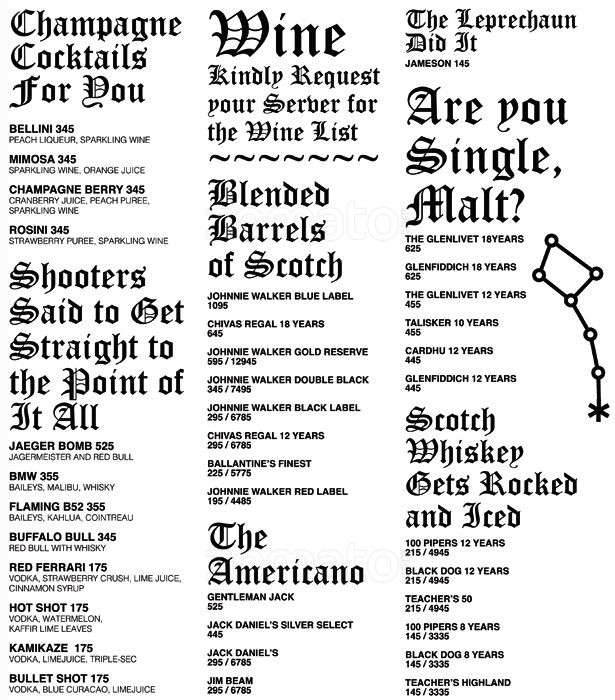 Champagne
Cocktails
For You
BELLINI 345
PEACH LIQUEUR, SPARKLING WINE
MIMOSA 345
SPARKLING WINE, ORANGE JUICE
CHAMPAGNE BERRY 345
CRANBERRY JUICE, PEACH PUREE,
SPARKLING WINE
ROSINI 345
STRAWBERRY PUREE, SPARKLING WINE
Shooters
Said to Get
Straight to
the Point of
It All
JAEGER BOMB 525
JAGERMEISTER AND RED BULL
BMW 355
BAILEYS, MALIBU, WHISKY
FLAMING B52 355
BAILEYS, KAHLUA, COINTREAU
BUFFALO BULL 345
RED BULL WITH WHISKY
RED FERRARI 175
VODKA, STRAWBERRY CRUSH, LIME JUICE,
CINNAMON SYRUP
HOT SHOT 175
VODKA, WATERMELON,
KAFFIR LIME LEAVES
KAMIKAZE 175
VODKA, LIMEJUICE, TRIPLE-SEC
BULLET SHOT 175
VODKA, BLUE CURACAO, LIMEJUICE
Wine
Kindly Request
your Server for
the Wine List
~~~~~~~~
Blended
Barrels
of Scotch
JOHNNIE WALKER BLUE LABEL
1095
CHIVAS REGAL 18 YEARS
645
JOHNNIE WALKER GOLD RESERVE
595 / 12945
JOHNNIE WALKER DOUBLE BLACK
345 / 7495
JOHNNIE WALKER BLACK LABEL
295 / 6785
CHIVAS REGAL 12 YEARS
295 / 6785
BALLANTINE'S FINEST
225 / 5775
JOHNNIE WALKER RED LABEL
195 / 4485
The
Americano
GENTLEMAN JACK
525
JACK DANIEL'S SILVER SELECT
445
JACK DANIEL'S
295 / 6785
JIM BEAM
295 / 6785
The Leprechaun
Did It
JAMESON 145
Are you
Single,
Malt?
THE GLENLIVET 18YEARS
625
GLENFIDDICH 18 YEARS
625
THE GLENLIVET 12 YEARS
455
TALISKER 10 YEARS
455
CARDHU 12 YEARS
445
GLENFIDDICH 12 YEARS
445
Scotch
Whiskey
Gets Rocked
and Iced
100 PIPERS 12 YEARS
215 / 4945
BLACK DOG 12 YEARS
215 / 4945
TEACHER'S 50
215 / 4945
100 PIPERS 8 YEARS
145 / 3335
BLACK DOG 8 YEARS
145 / 3335
TEACHER'S HIGHLAND
145 / 3335
zomato
zomato